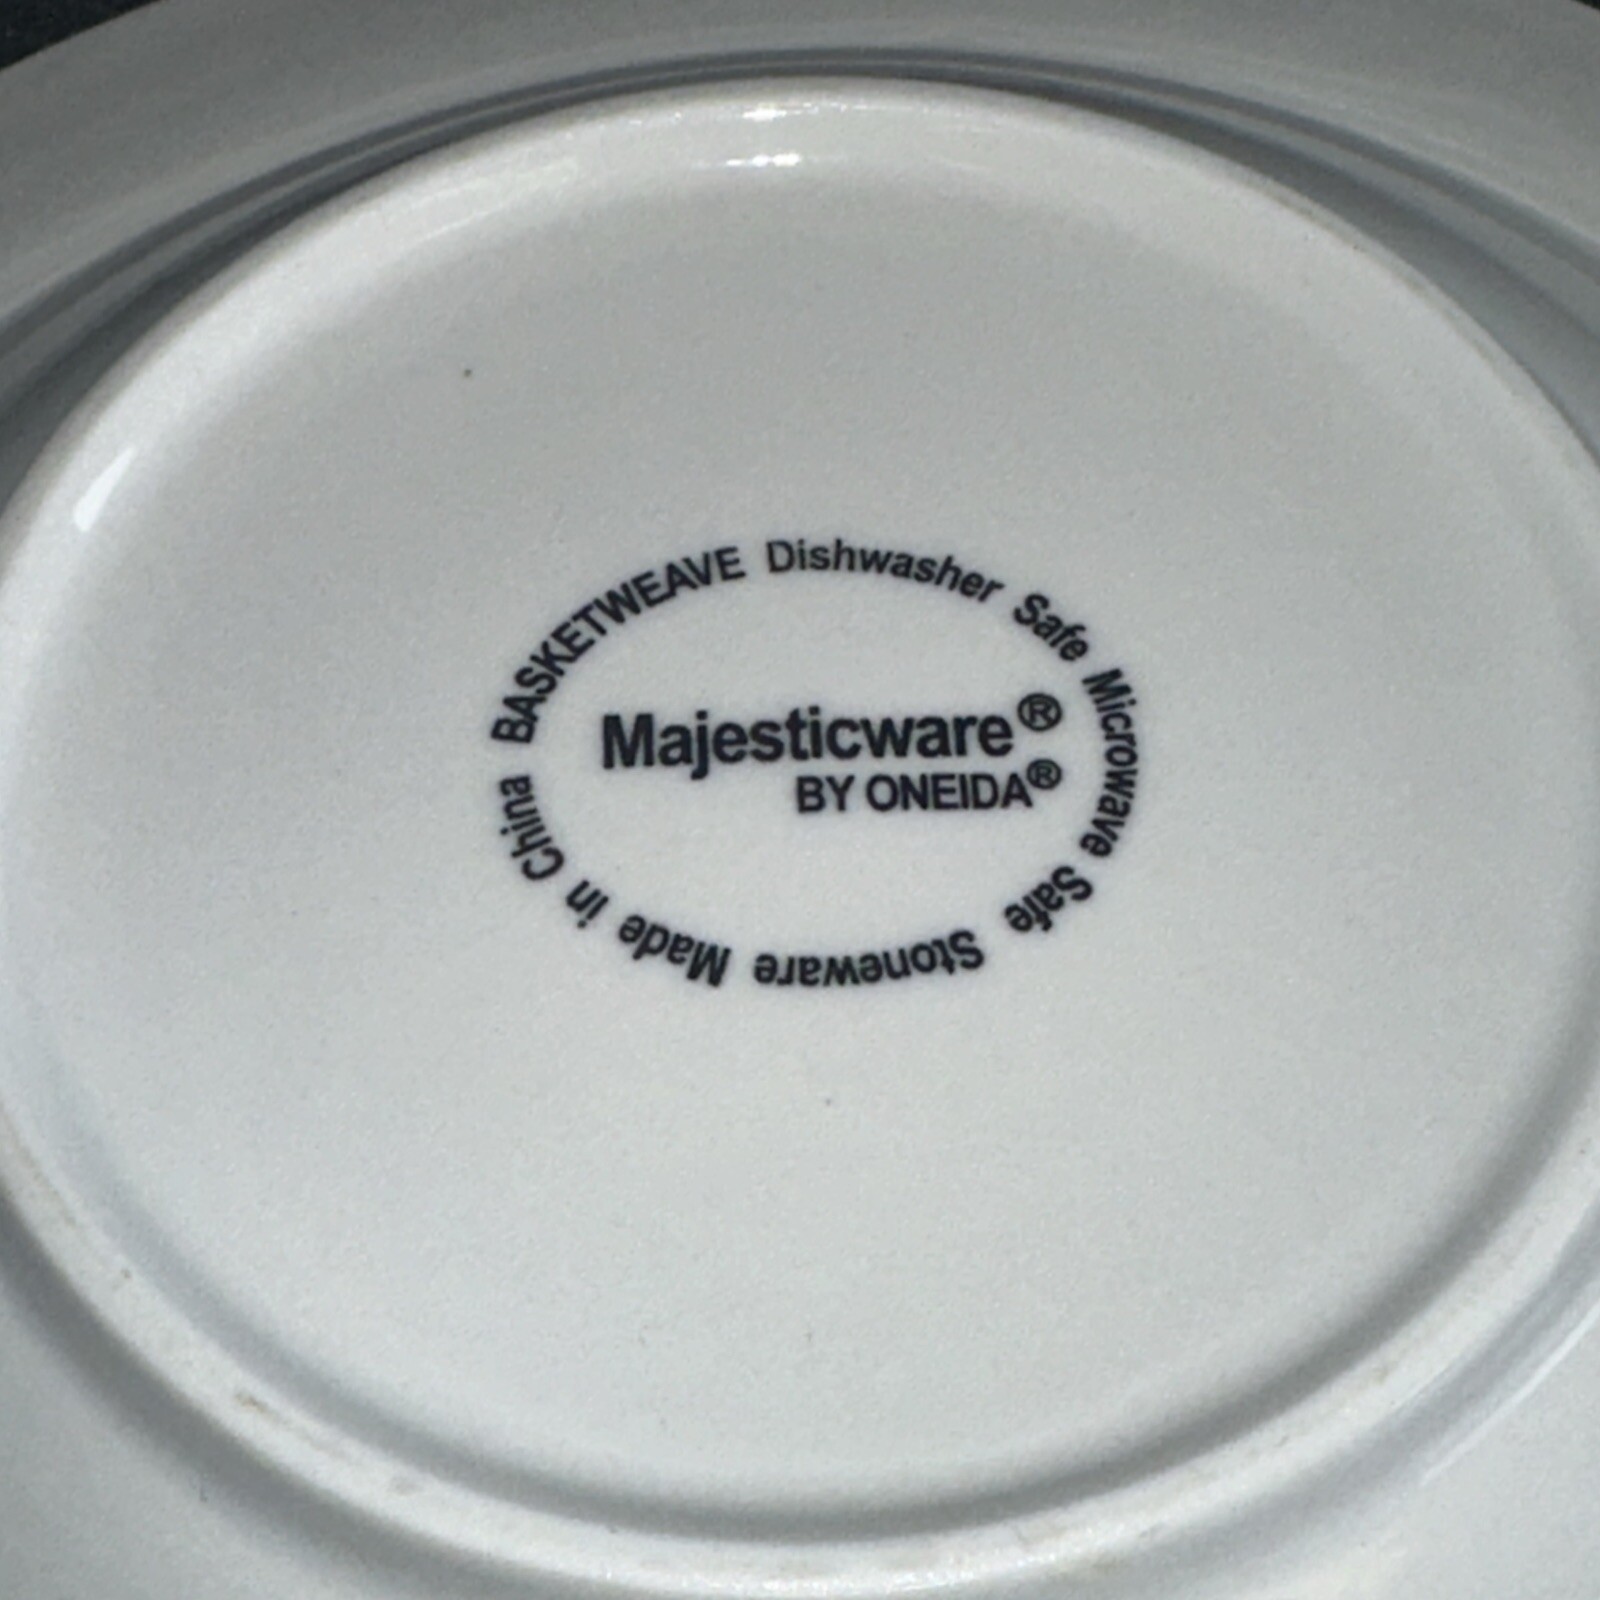 BASKETWEAVE Dishwasher Safe Microwave Safe Stoneware Made in China
Majesticware®
BY ONEIDA®